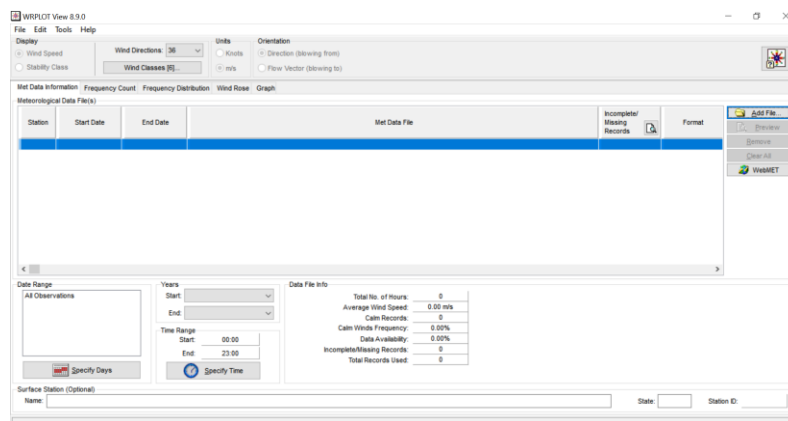 WRPLOT View 8.9.0
File Edit Tools Help
Display
Wind Speed
Stability Class
Wind Directions: 36
Wind Classes [6]...
Units
Knots
m/s
Orientation
Direction (blowing from)
Flow Vector (blowing to)
Met Data Information Frequency Count Frequency Distribution Wind Rose Graph
Meteorological Data File(s)
Station Start Date End Date Met Data File Incomplete/ Missing Records Format
Add File...
Preview
Remove
Clear All
WebMET
Date Range
All Observations
Specify Days
Years
Start:
End:
Time Range
Start: 00:00
End: 23:00
Specify Time
Data File Info
Total No. of Hours: 0
Average Wind Speed: 0.00 m/s
Calm Records: 0
Calm Winds Frequency: 0.00%
Data Availability: 0.00%
Incomplete/Missing Records: 0
Total Records Used: 0
Surface Station (Optional)
Name: State: Station ID: